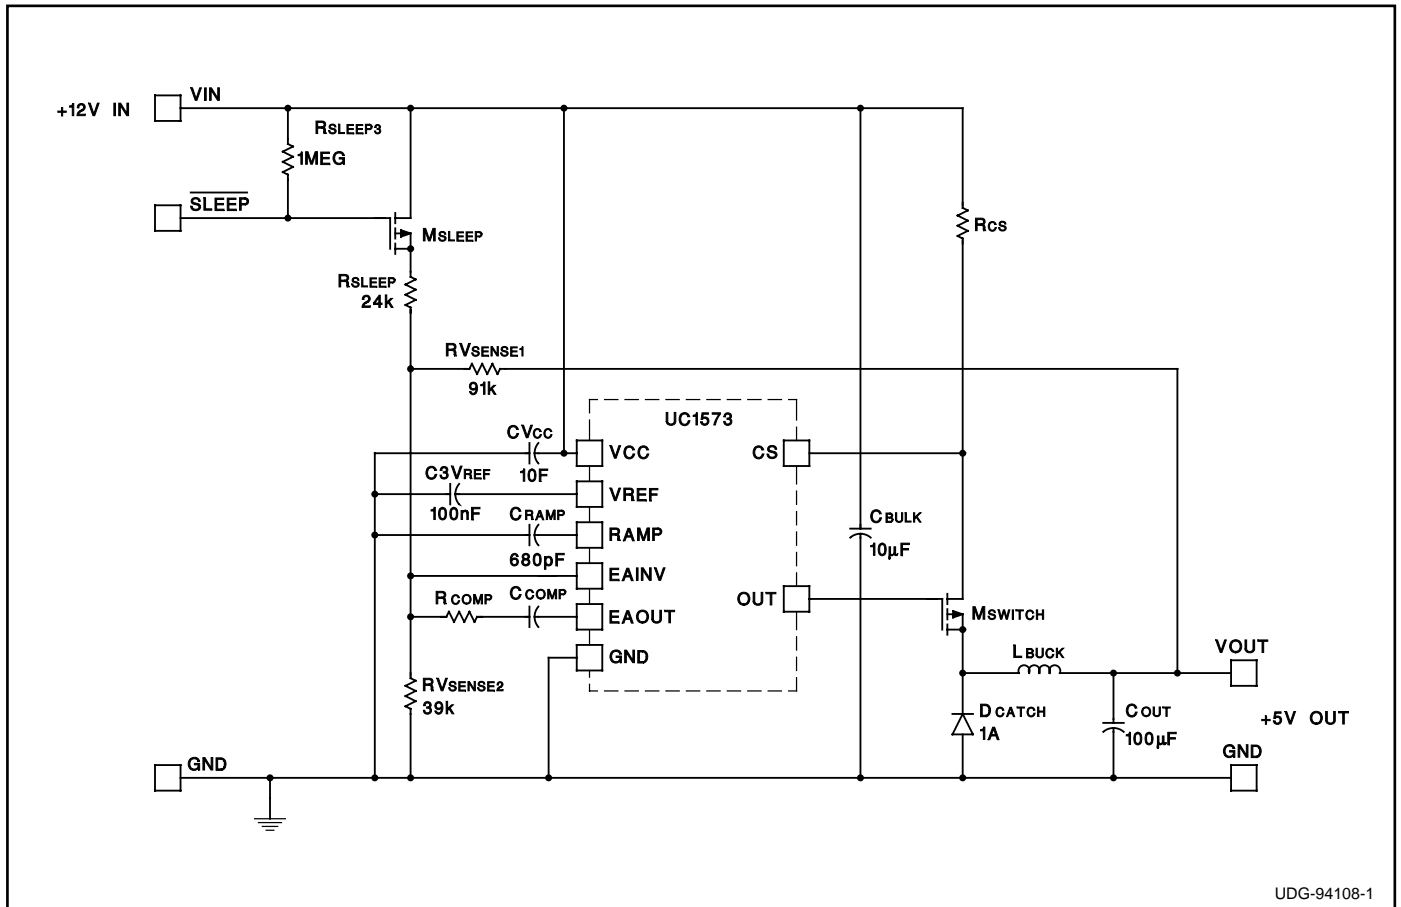 VIN
+12V IN
RSLEEP3
1MEG
SLEEP
MSLEEP
RSLEEP
24k
RCS
RVSENSE1
91k
UC1573
CVCC
10F
VCC
CS
C3VREF
100nF
VREF
CRAMP
680pF
RAMP
CBULK
10µF
EAINV
RCOMP
CCOMP
EAOUT
OUT
MSWITCH
GND
LBUCK
VOUT
RVSENSE2
39k
DCATCH
1A
COUT
100µF
+5V OUT
GND
GND
UDG-94108-1